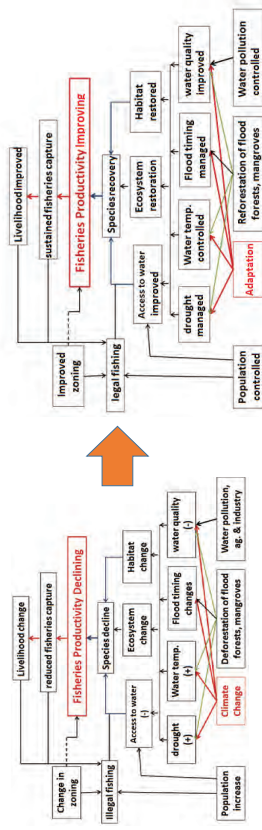 Livelihood change
reduced fisheries capture
Fisheries Productivity Declining
Change in
zoning
Illegal fishing
Species decline
Ecosystem
change
Habitat
change
Access to water
(-)
drought
(+)
Water temp.
(+)
Flood timing
changes
water quality
(-)
Population
increase
Climate
Change
Deforestation of flood
forests, mangroves
Water pollution,
ag. & industry
Livelihood improved
sustained fisheries capture
Fisheries Productivity Improving
Improved
zoning
legal fishing
Species recovery
Ecosystem
restoration
Habitat
restored
Access to water
improved
drought
managed
Water temp.
controlled
Flood timing
managed
water quality
improved
Population
controlled
Adaptation
Reforestation of flood
forests, mangroves
Water pollution
controlled